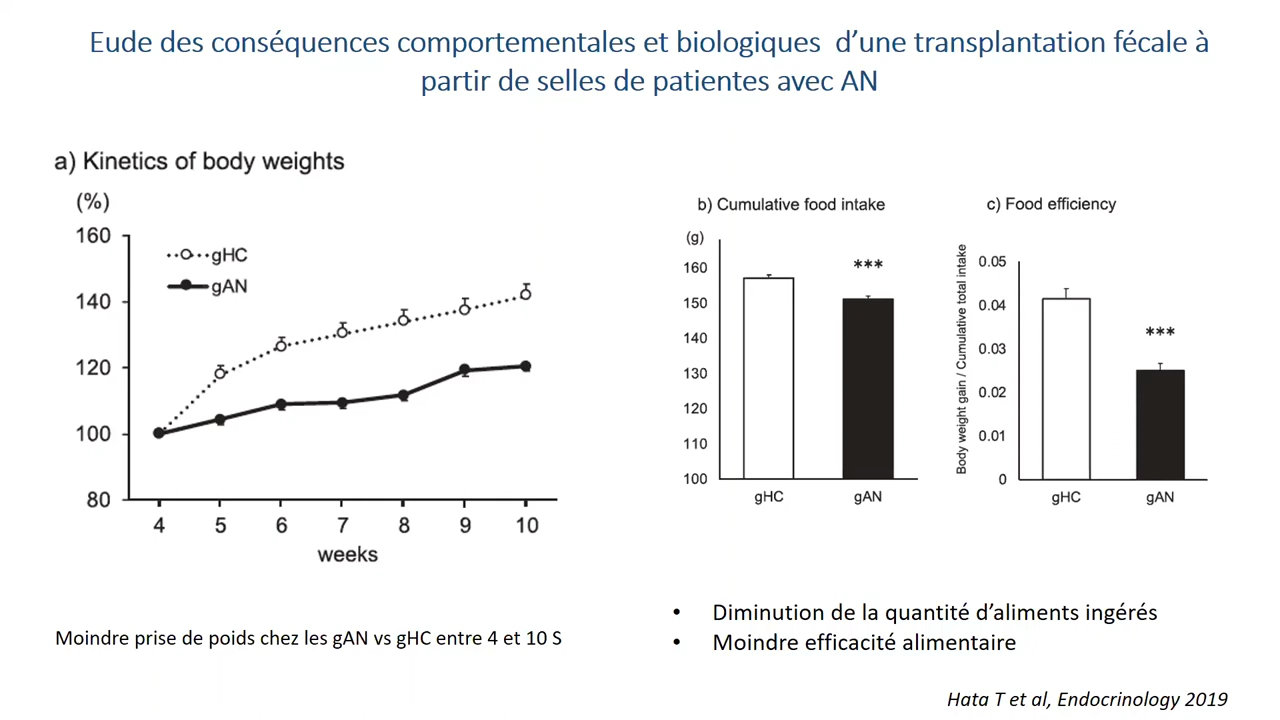 Eude des conséquences comportementales et biologiques d’une transplantation fécale à
partir de selles de patientes avec AN
a) Kinetics of body weights
(%)
160
140
120
100
80
gHC
gAN
4 5 6 7 8 9 10
weeks
b) Cumulative food intake
(g)
160
150
140
130
120
110
100
***
gHC gAN
c) Food efficiency
Body weight gain / Cumulative total intake
0.05
0.04
0.03
0.02
0.01
0
***
gHC gAN
Moindre prise de poids chez les gAN vs gHC entre 4 et 10 S
• Diminution de la quantité d’aliments ingérés
• Moindre efficacité alimentaire
Hata T et al, Endocrinology 2019